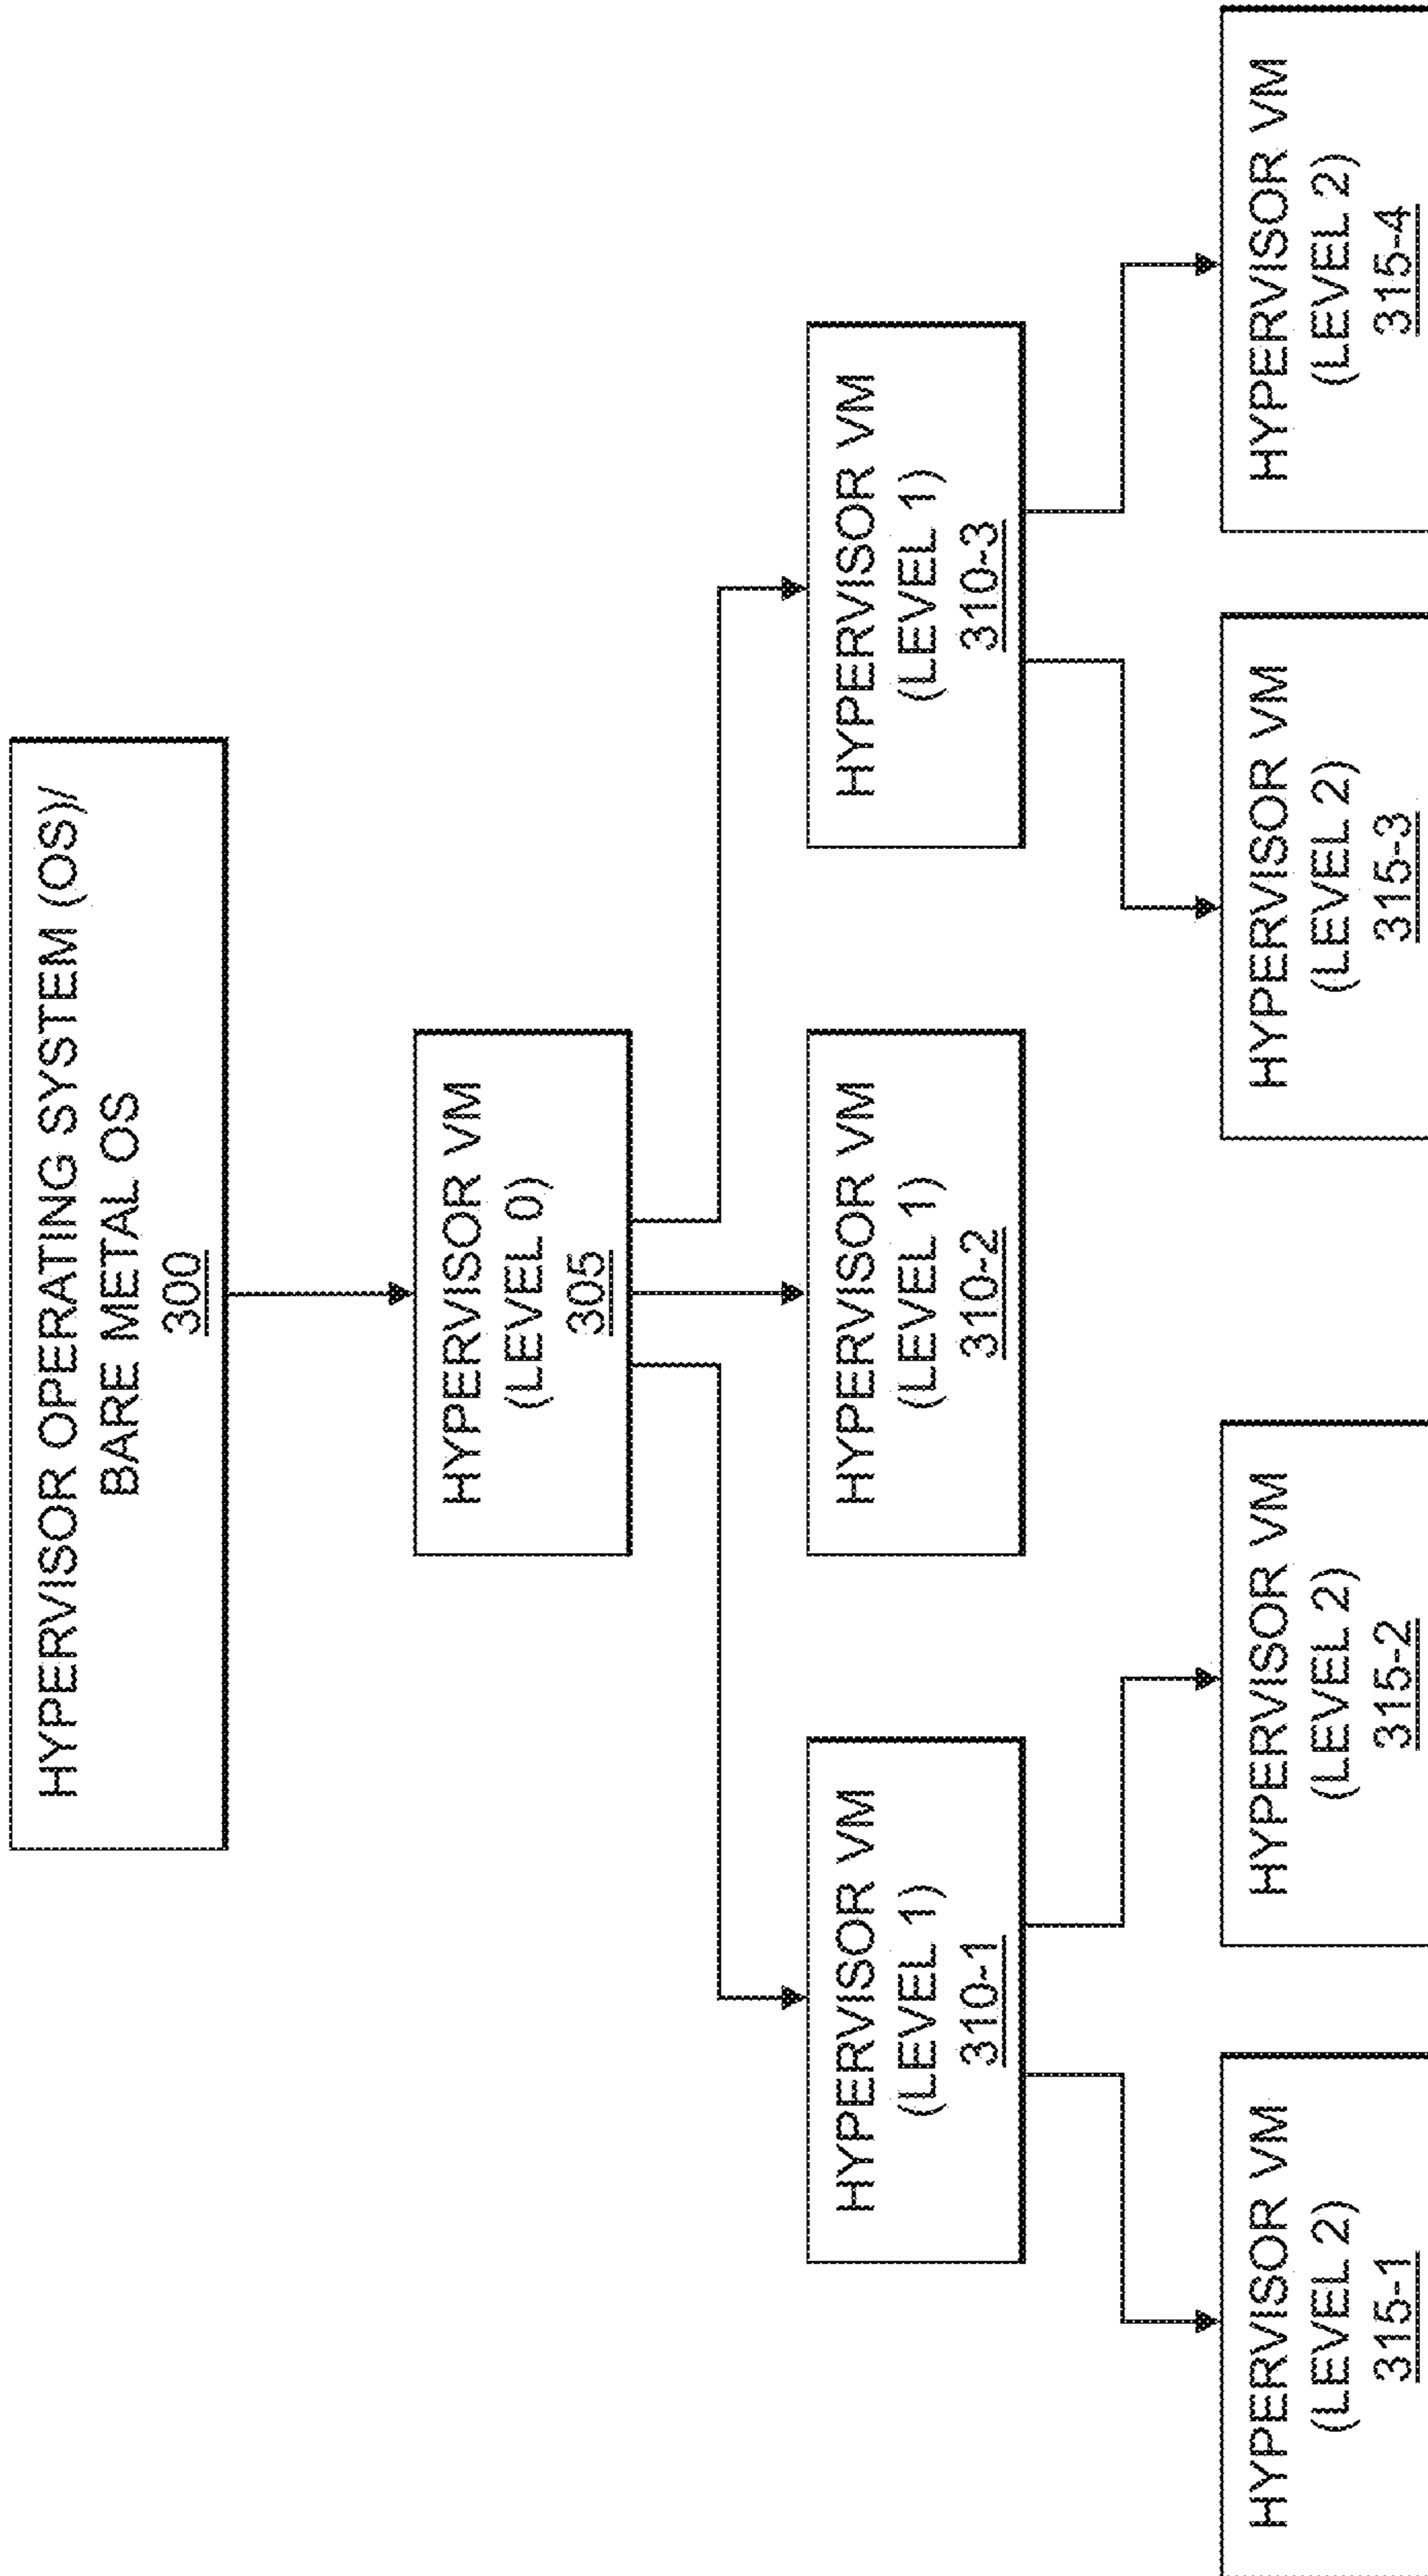 HYPERVISOR OPERATING SYSTEM (OS)/
BARE METAL OS
300
HYPERVISOR VM
(LEVEL 0)
305
HYPERVISOR VM
(LEVEL 1)
310-1
HYPERVISOR VM
(LEVEL 1)
310-2
HYPERVISOR VM
(LEVEL 1)
310-3
HYPERVISOR VM
(LEVEL 2)
315-1
HYPERVISOR VM
(LEVEL 2)
315-2
HYPERVISOR VM
(LEVEL 2)
315-3
HYPERVISOR VM
(LEVEL 2)
315-4